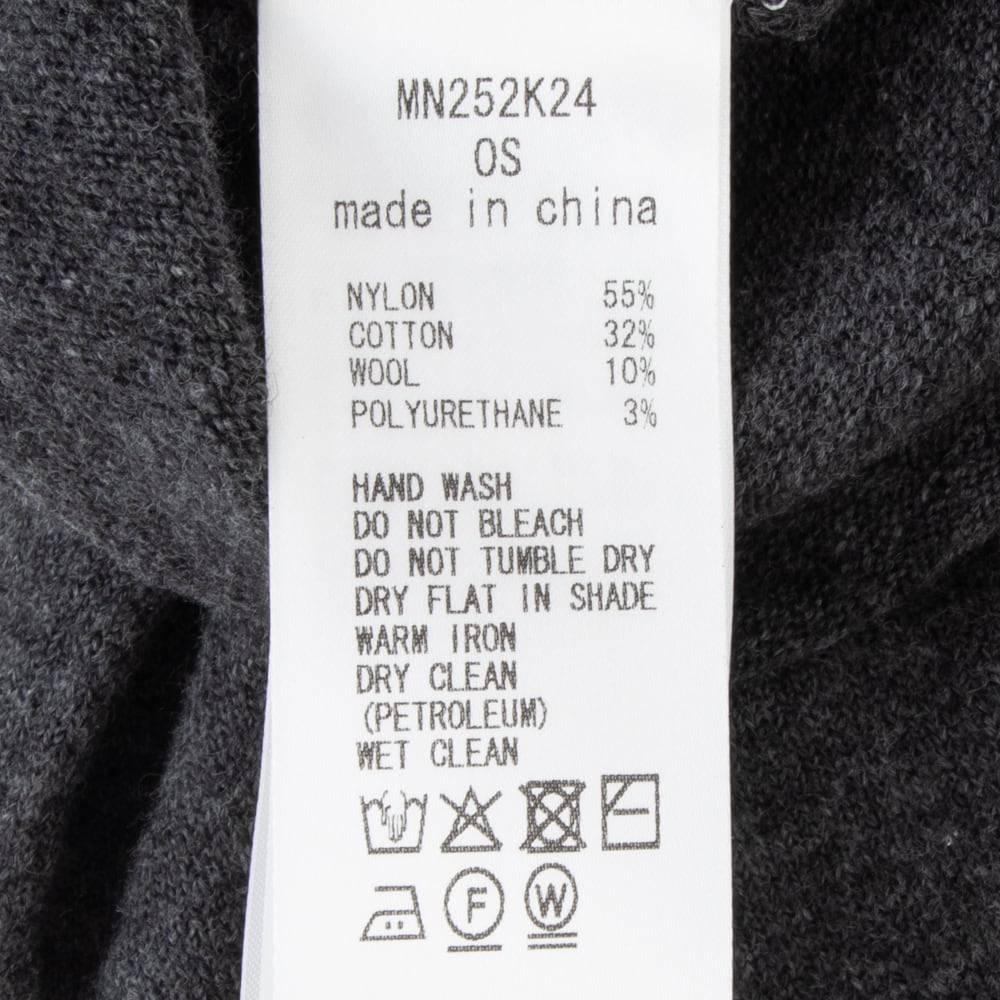 MN252K24
OS
made in china
NYLON 55%
COTTON 32%
WOOL 10%
POLYURETHANE 3%
HAND WASH
DO NOT BLEACH
DO NOT TUMBLE DRY
DRY FLAT IN SHADE
WARM IRON
DRY CLEAN
(PETROLEUM)
WET CLEAN
F W